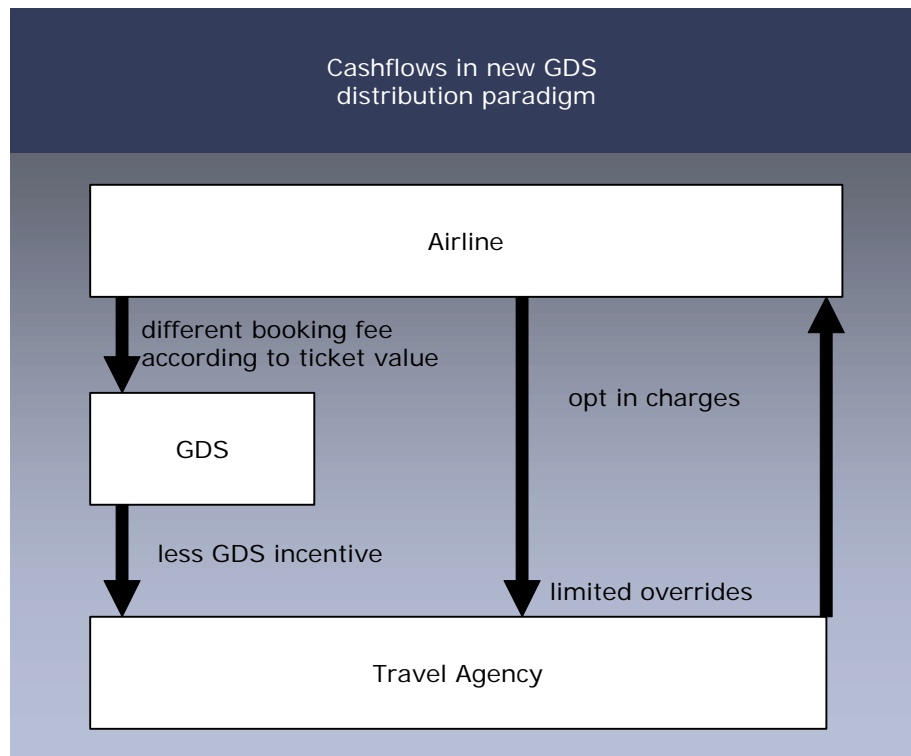 Cashflows in new GDS
distribution paradigm
Airline
different booking fee
according to ticket value
opt in charges
GDS
less GDS incentive
limited overrides
Travel Agency